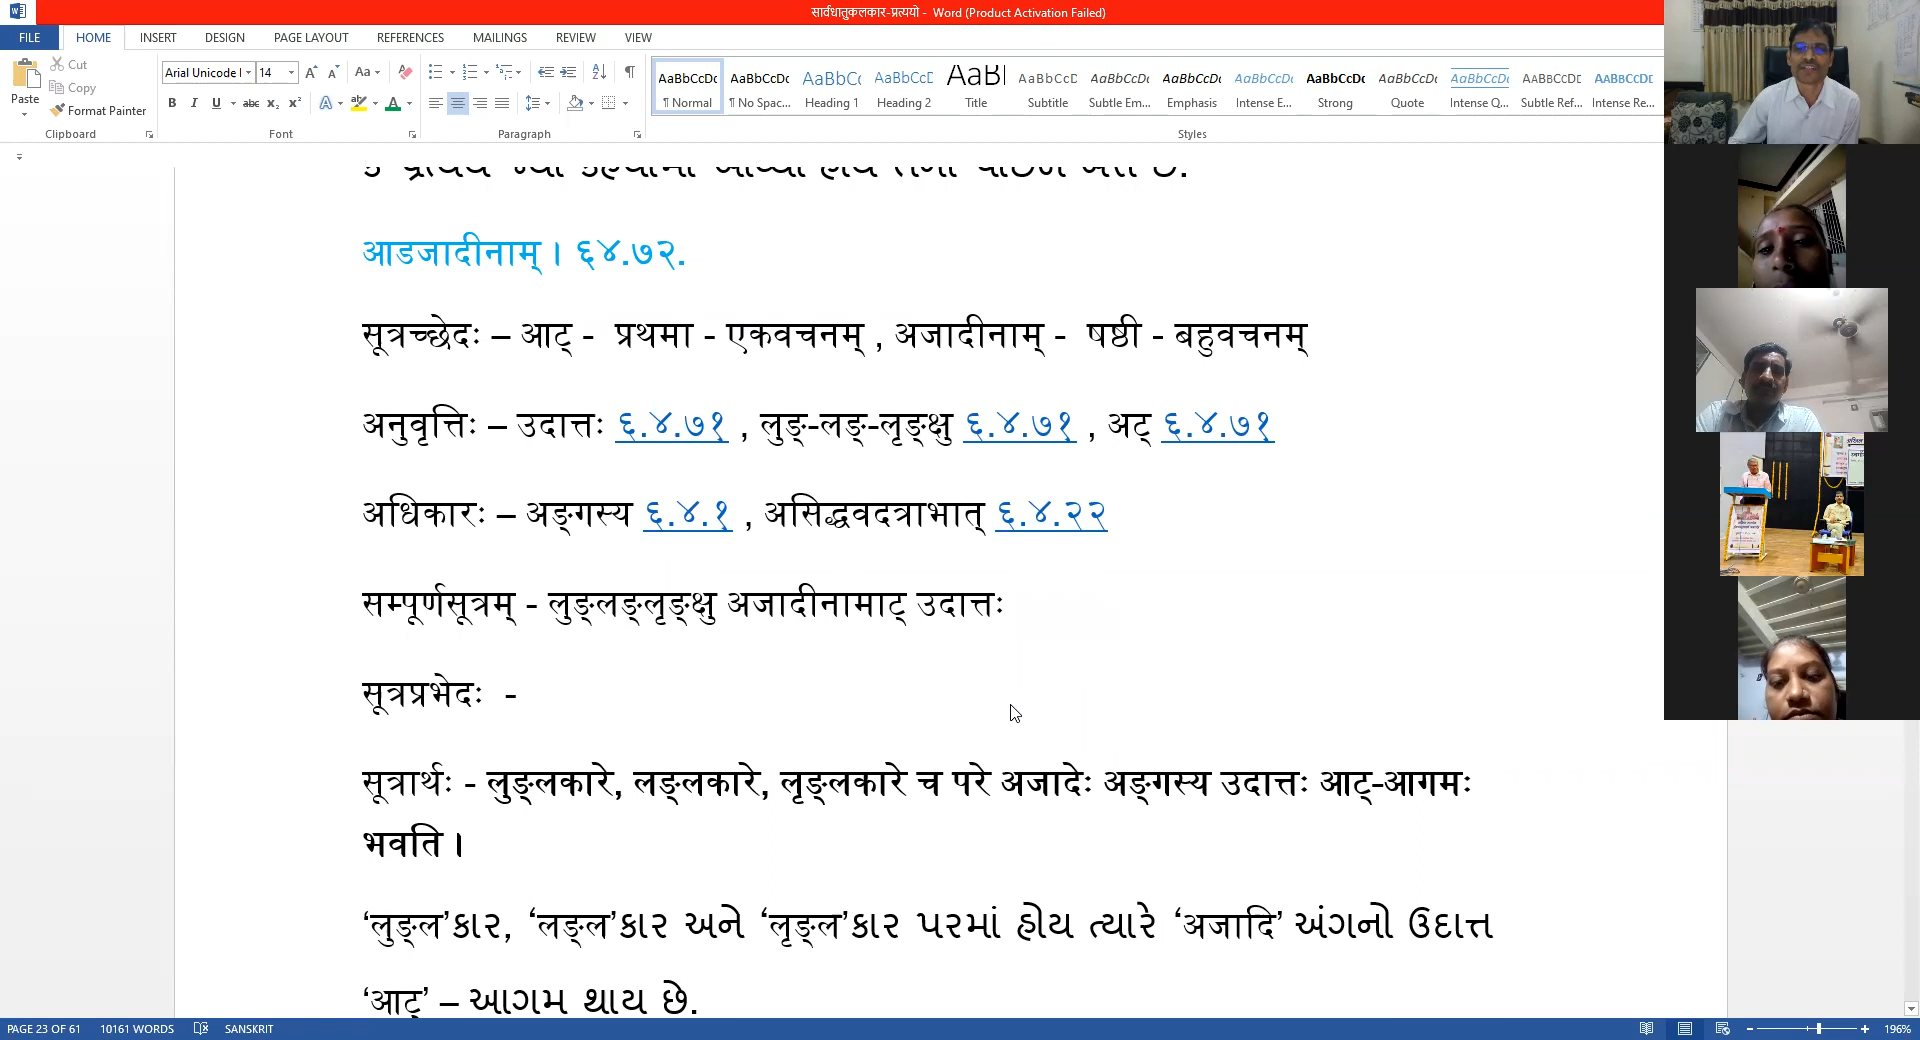 सार्वधातुकलकार-प्रत्ययो - Word (Product Activation Failed)
FILE HOME INSERT DESIGN PAGE LAYOUT REFERENCES MAILINGS REVIEW VIEW
Paste Cut Copy Format Painter
Arial Unicode 14
AaBbCcDc AaBbCcDc AaBbCc AaBbCcD AaBl AaBbCcD AaBbCcDc AaBbCcDc AaBbCcDc AaBbCcDc AaBbCcDc AaBbCcDc AABBCCDE AABBCCDE
¶ Normal ¶ No Spac... Heading 1 Heading 2 Title Subtitle Subtle Em... Emphasis Intense E... Strong Quote Intense Q... Subtle Ref... Intense Re...
Clipboard Font Paragraph Styles
आडजादीनाम् । ६४.७२.
सूत्रच्छेदः – आट् - प्रथमा - एकवचनम् , अजादीनाम् - षष्ठी - बहुवचनम्
अनुवृत्तिः – उदात्तः ६.४.७१ , लुङ्-लङ्-लृङ्क्षु ६.४.७१ , अट् ६.४.७१
अधिकारः – अङ्गस्य ६.४.१ , असिद्धवदत्राभात् ६.४.२२
सम्पूर्णसूत्रम् - लुङ्लङ्लृङ्क्षु अजादीनामाट् उदात्तः
सूत्रप्रभेदः -
सूत्रार्थः - लुङ्लकारे, लङ्लकारे, लृङ्लकारे च परे अजादेः अङ्गस्य उदात्तः आट्-आगमः
भवति ।
‘लुङ्ल’કાર, ‘लङ्ल’કાર અને ‘लृङ्ल’કાર પરમાં હોય ત્યારે ‘अजादि’ અંગનો ઉદાત્ત
‘आट्’ – આગમ થાય છે.
PAGE 23 OF 61 10161 WORDS SANSKRIT 196%